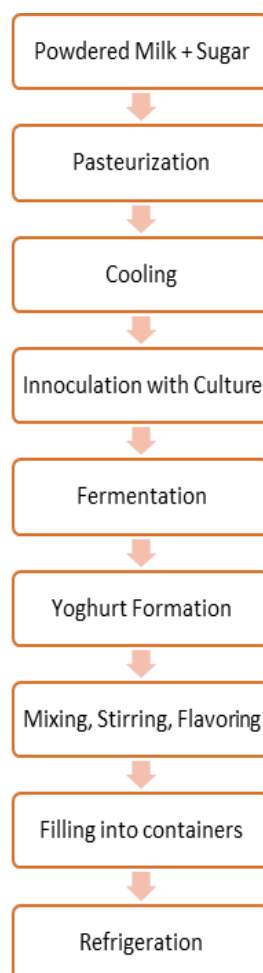 Powdered Milk + Sugar
Pasteurization
Cooling
Innoculation with Culture
Fermentation
Yoghurt Formation
Mixing, Stirring, Flavoring
Filling into containers
Refrigeration